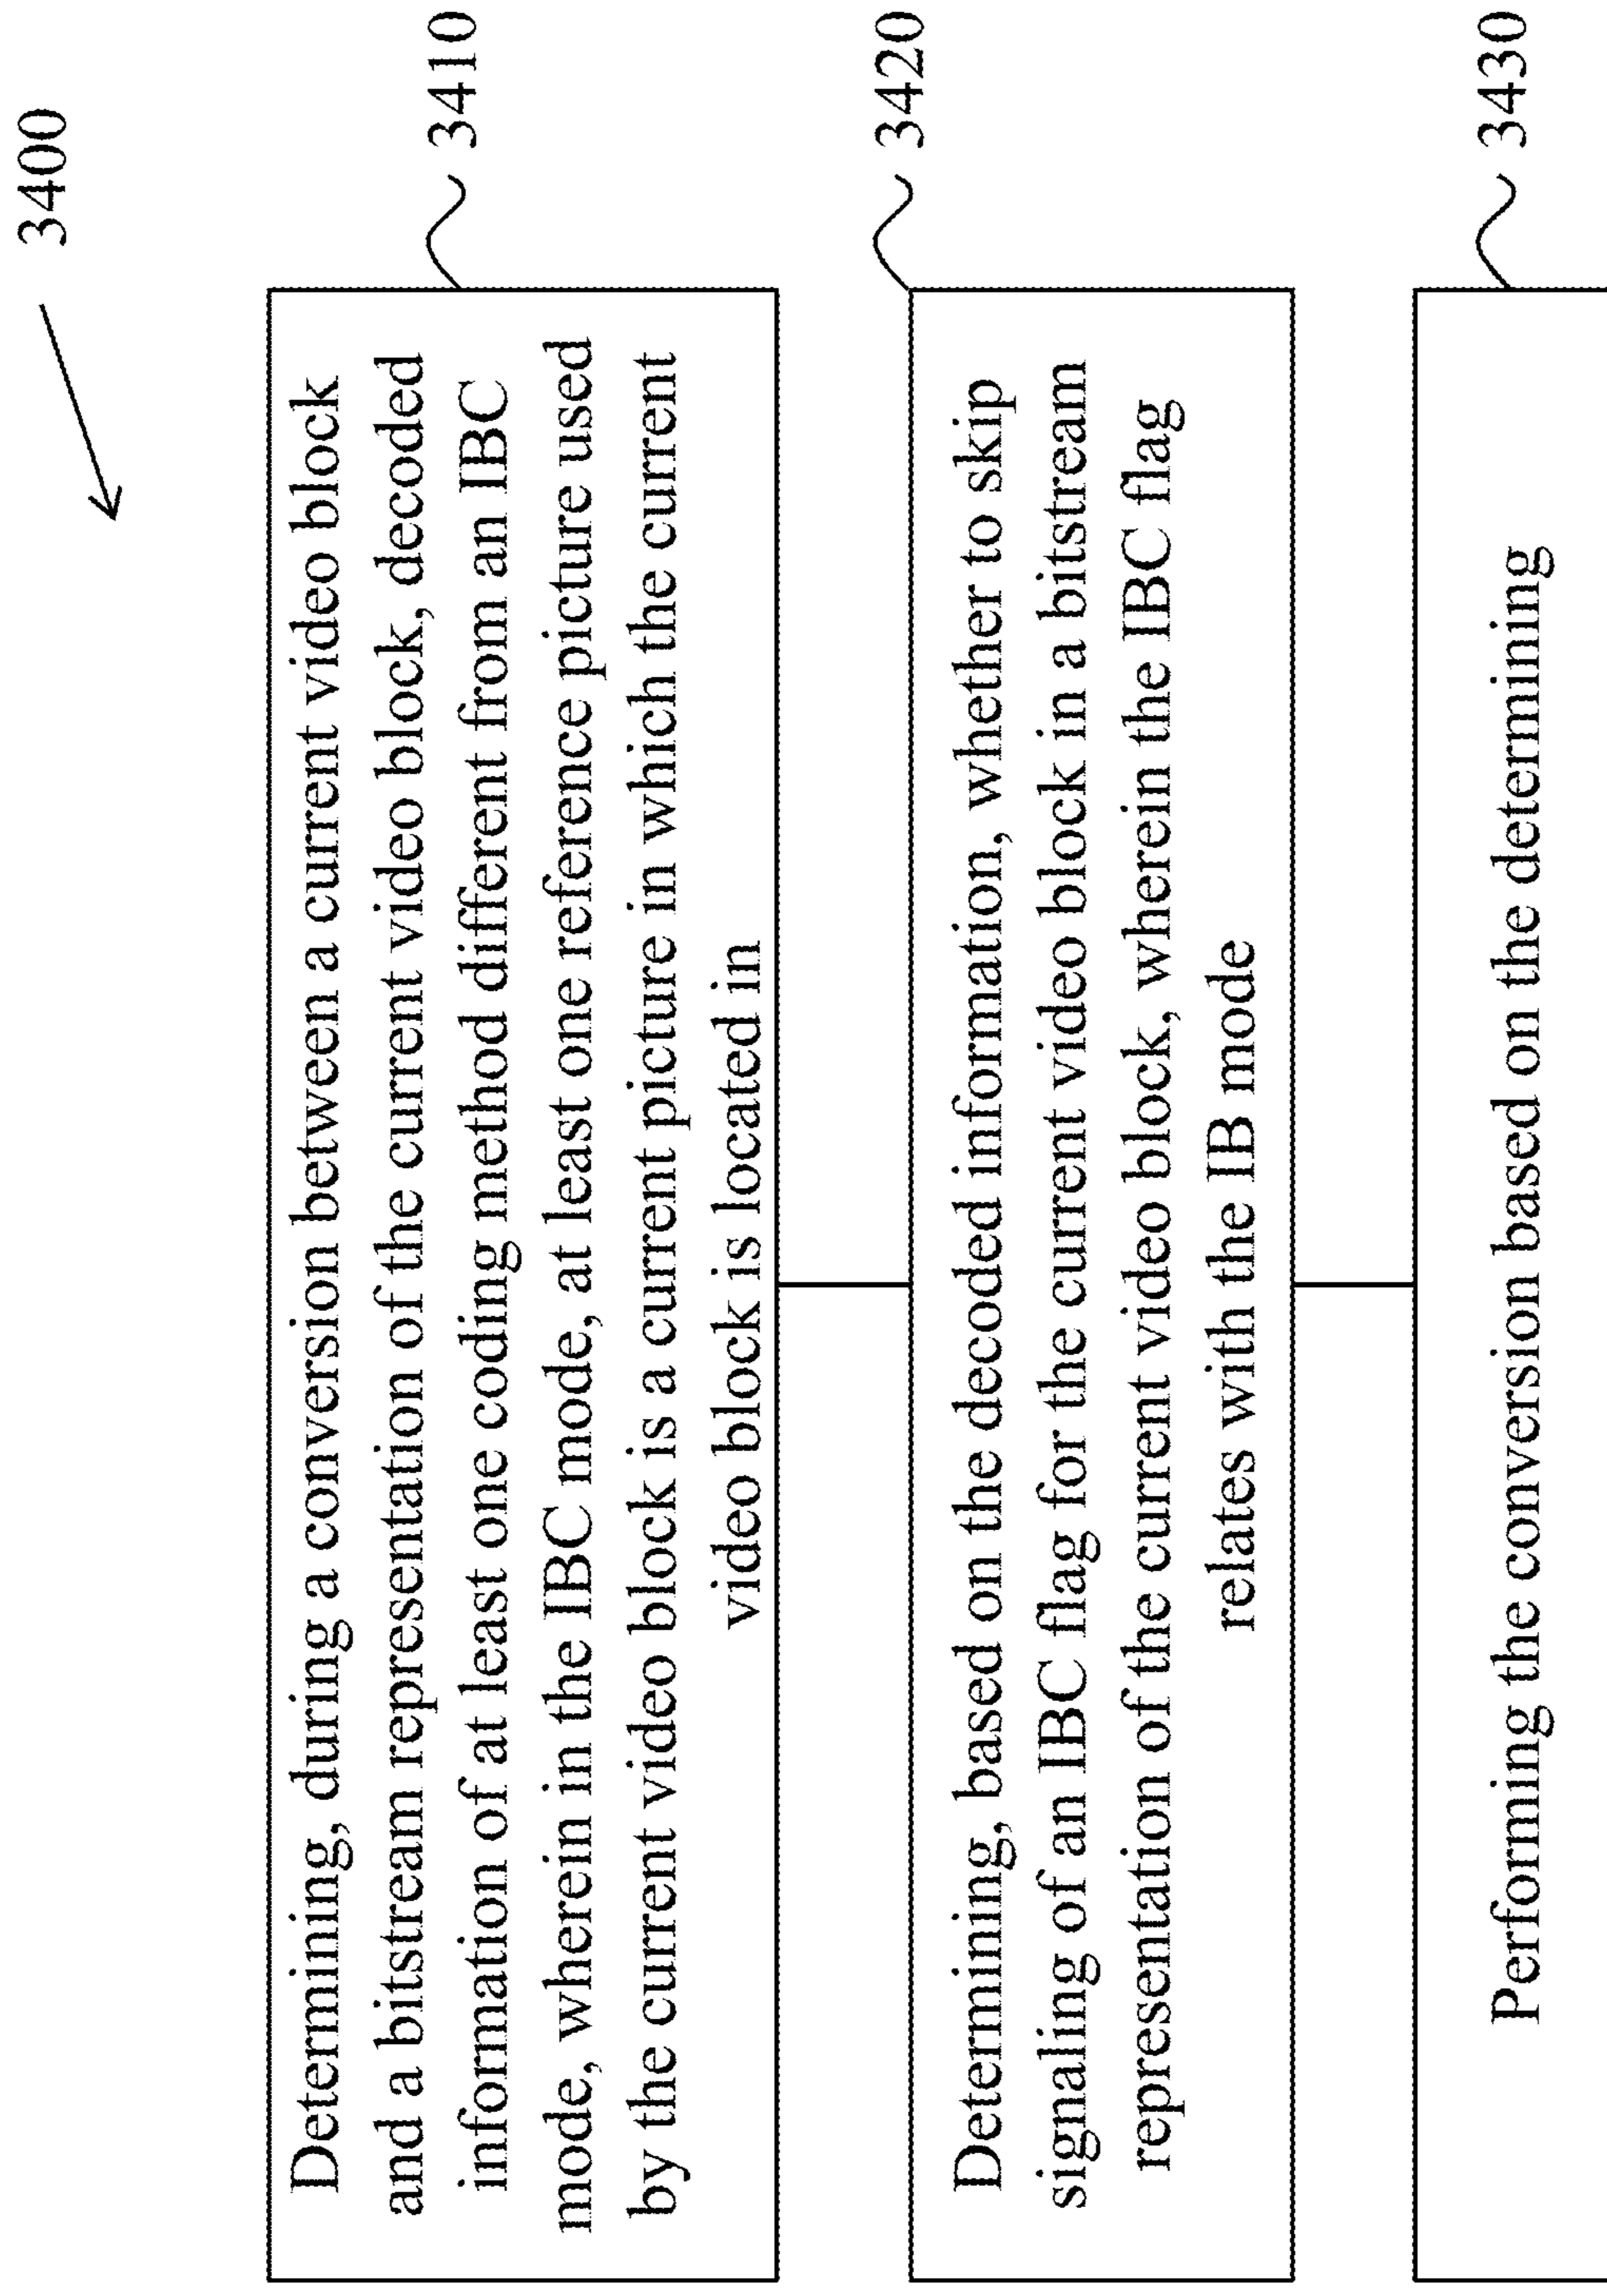 3400
Determining, during a conversion between a current video block
and a bitstream representation of the current video block, decoded
information of at least one coding method different from an IBC
mode, wherein in the IBC mode, at least one reference picture used
by the current video block is a current picture in which the current
video block is located in
3410
Determining, based on the decoded information, whether to skip
signaling of an IBC flag for the current video block in a bitstream
representation of the current video block, wherein the IBC flag
relates with the IB mode
3420
Performing the conversion based on the determining
3430